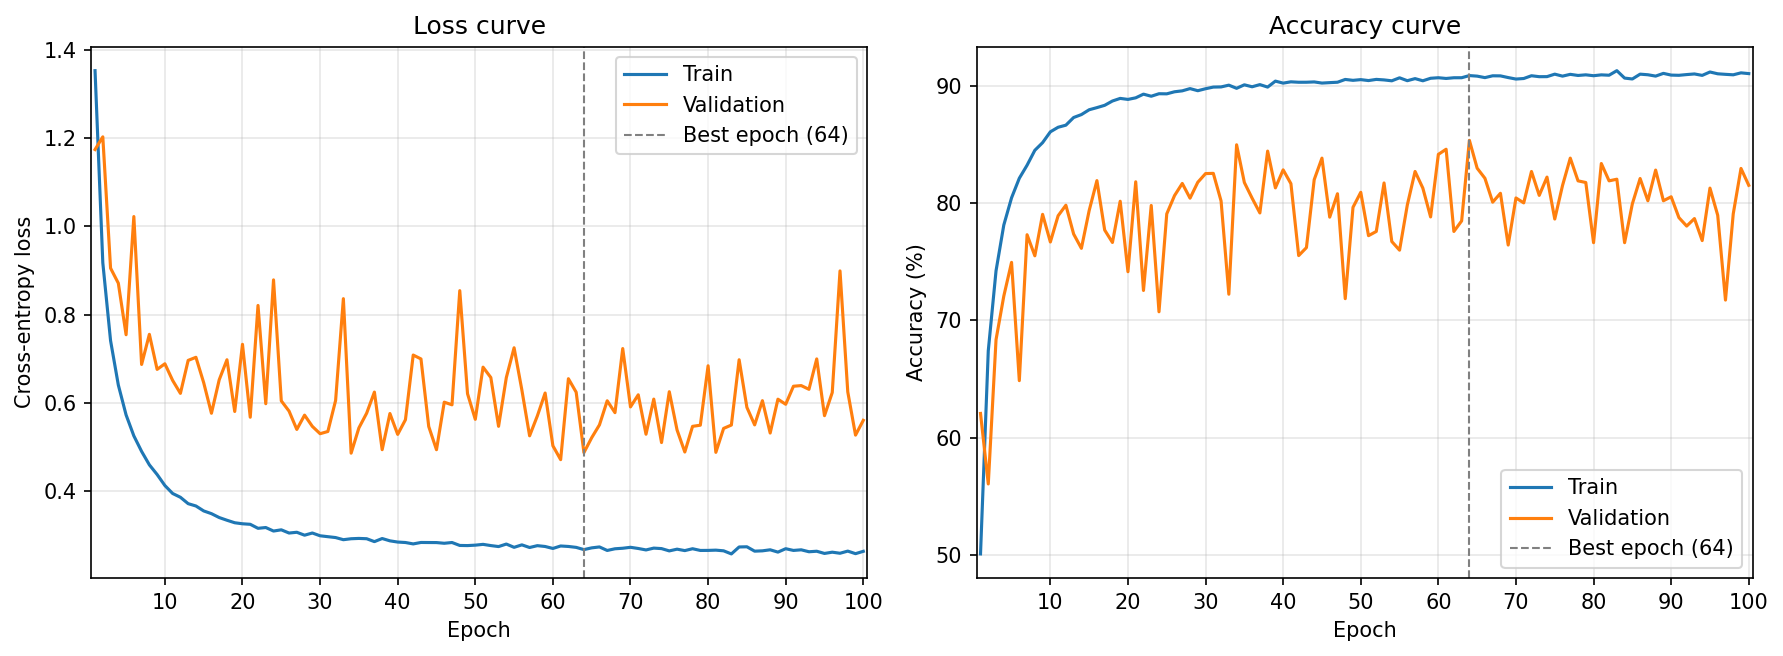 Loss curve
Cross-entropy loss
1.4
1.2
1.0
0.8
0.6
0.4
Train
Validation
Best epoch (64)
10 20 30 40 50 60 70 80 90 100
Epoch
Accuracy curve
Accuracy (%)
90
80
70
60
50
Train
Validation
Best epoch (64)
10 20 30 40 50 60 70 80 90 100
Epoch